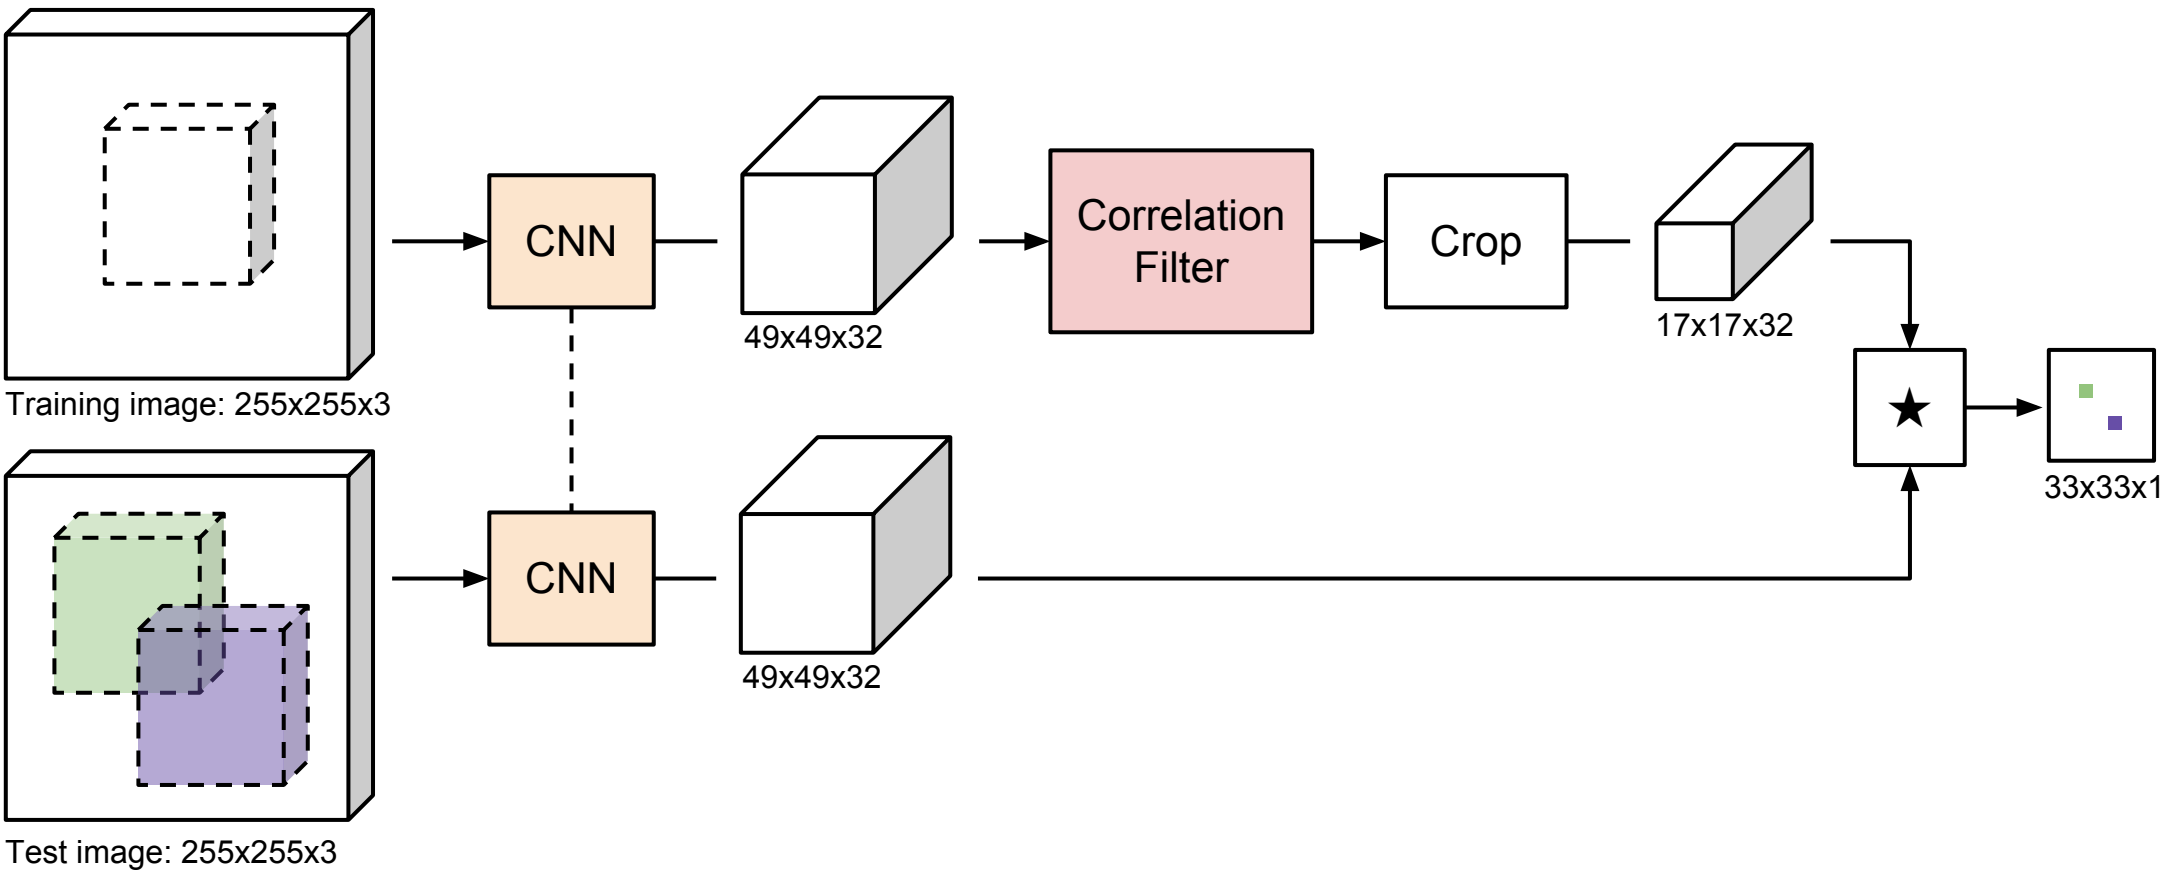 CNN
49x49x32
Correlation
Filter
Crop
17x17x32
Training image: 255x255x3
★
33x33x1
CNN
49x49x32
Test image: 255x255x3